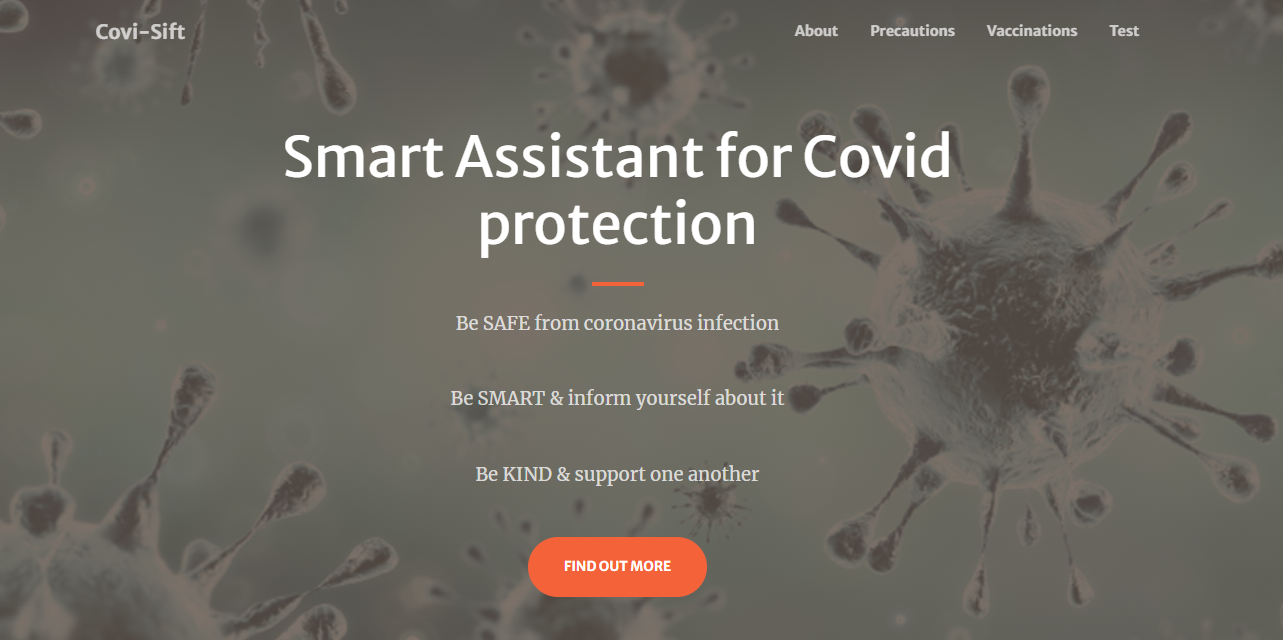 Covi-Sift
About Precautions Vaccinations Test
Smart Assistant for Covid
protection
Be SAFE from coronavirus infection
Be SMART & inform yourself about it
Be KIND & support one another
FIND OUT MORE